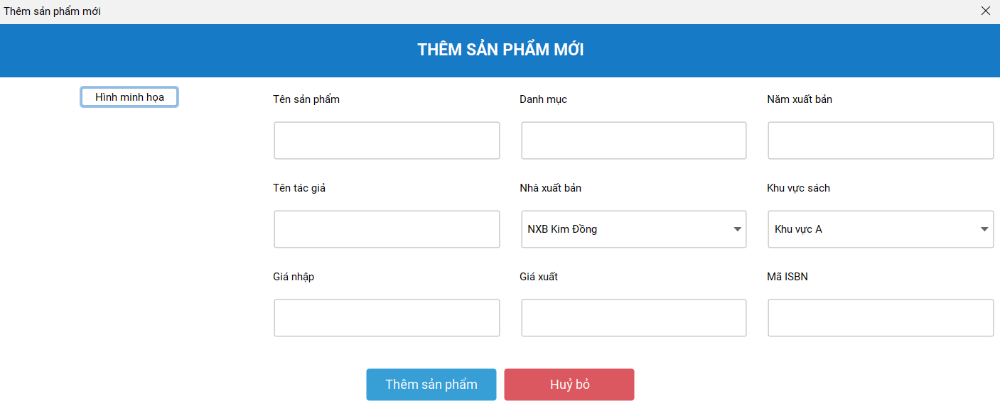 Thêm sản phẩm mới
THÊM SẢN PHẨM MỚI
Hình minh họa
Tên sản phẩm
Danh mục
Năm xuất bản
Tên tác giả
Nhà xuất bản
Khu vực sách
NXB Kim Đồng
Khu vực A
Giá nhập
Giá xuất
Mã ISBN
Thêm sản phẩm
Huỷ bỏ